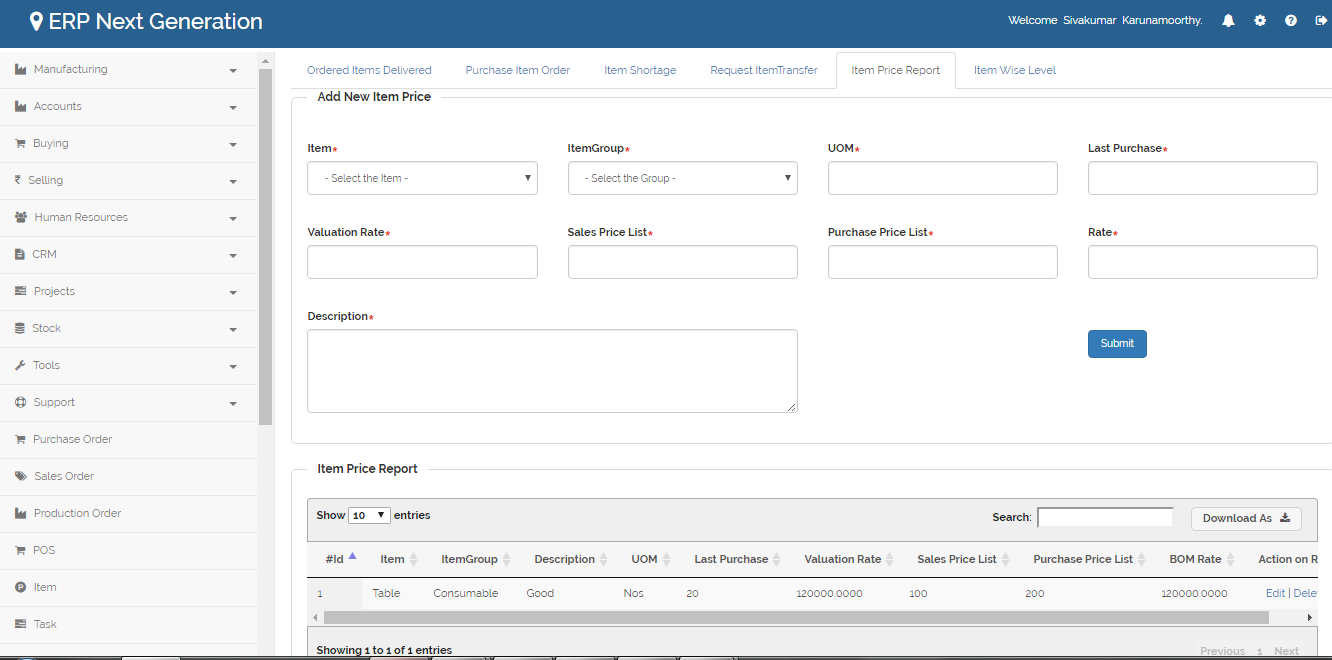 ERP Next Generation
Welcome Sivakumar Karunamoorthy.
Manufacturing
Accounts
Buying
Selling
Human Resources
CRM
Projects
Stock
Tools
Support
Purchase Order
Sales Order
Production Order
POS
Item
Task
Ordered Items Delivered
Purchase Item Order
Item Shortage
Request ItemTransfer
Item Price Report
Item Wise Level
Add New Item Price
Item* ItemGroup* UOM* Last Purchase*
- Select the Item - - Select the Group -
Valuation Rate* Sales Price List* Purchase Price List* Rate*
Description*
Submit
Item Price Report
Show 10 entries Search: Download As
#Id Item ItemGroup Description UOM Last Purchase Valuation Rate Sales Price List Purchase Price List BOM Rate Action on R
1 Table Consumable Good Nos 20 120000.0000 100 200 120000.0000 Edit | Dele
Showing 1 to 1 of 1 entries Previous 1 Next